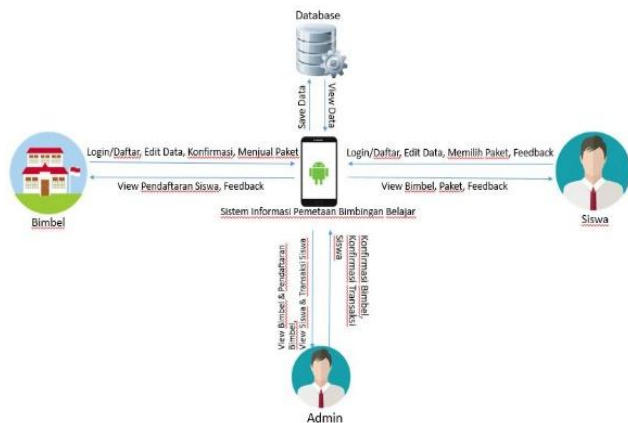 Database
Save Data
View Data
Login/Daftar, Edit Data, Konfirmasi, Menjual Paket
Login/Daftar, Edit Data, Memilih Paket, Feedback
View Pendaftaran Siswa, Feedback
View Bimbel, Paket, Feedback
Bimbel
Siswa
Sistem Informasi Pemetaan Bimbingan Belajar
View Bimbel & Pendaftaran
Bimbel,
View Siswa & Transaksi Siswa
Konfirmasi Bimbel,
Konfirmasi Transaksi
Siswa
Admin